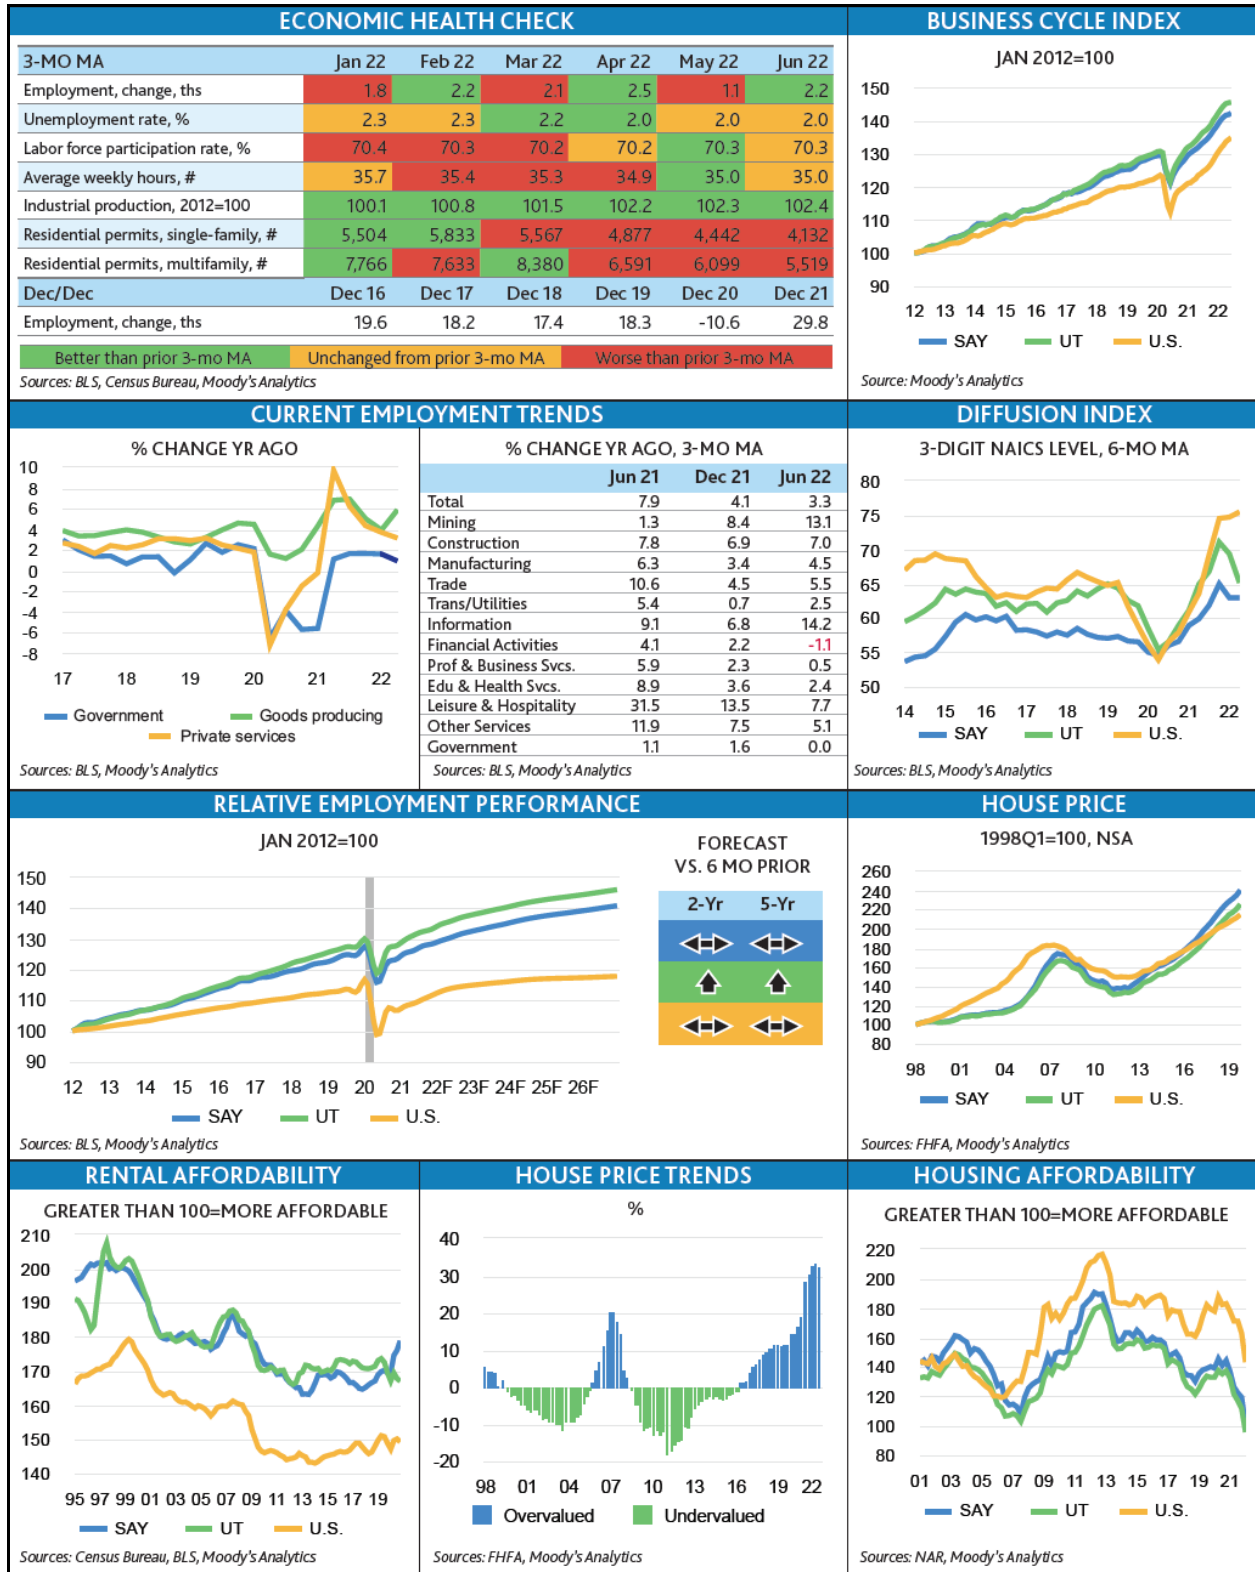 ECONOMIC HEALTH CHECK
3-MO MA Jan 22 Feb 22 Mar 22 Apr 22 May 22 Jun 22
Employment, change, ths 1.8 2.2 2.1 2.5 1.1 2.2
Unemployment rate, % 2.3 2.3 2.2 2.0 2.0 2.0
Labor force participation rate, % 70.4 70.3 70.2 70.2 70.3 70.3
Average weekly hours, # 35.7 35.4 35.3 34.9 35.0 35.0
Industrial production, 2012=100 100.1 100.8 101.5 102.2 102.3 102.4
Residential permits, single-family, # 5,504 5,833 5,567 4,877 4,442 4,132
Residential permits, multifamily, # 7,766 7,633 8,380 6,591 6,099 5,519
Dec/Dec Dec 16 Dec 17 Dec 18 Dec 19 Dec 20 Dec 21
Employment, change, ths 19.6 18.2 17.4 18.3 -10.6 29.8
Better than prior 3-mo MA Unchanged from prior 3-mo MA Worse than prior 3-mo MA
Sources: BLS, Census Bureau, Moody's Analytics
BUSINESS CYCLE INDEX
JAN 2012=100
150
140
130
120
110
100
90
12 13 14 15 16 17 18 19 20 21 22
SAY UT U.S.
Source: Moody's Analytics
CURRENT EMPLOYMENT TRENDS
% CHANGE YR AGO
10
8
6
4
2
0
-2
-4
-6
-8
17 18 19 20 21 22
Government Goods producing
Private services
Sources: BLS, Moody's Analytics
% CHANGE YR AGO, 3-MO MA
Jun 21 Dec 21 Jun 22
Total 7.9 4.1 3.3
Mining 1.3 8.4 13.1
Construction 7.8 6.9 7.0
Manufacturing 6.3 3.4 4.5
Trade 10.6 4.5 5.5
Trans/Utilities 5.4 0.7 2.5
Information 9.1 6.8 14.2
Financial Activities 4.1 2.2 -1.1
Prof & Business Svcs. 5.9 2.3 0.5
Edu & Health Svcs. 8.9 3.6 2.4
Leisure & Hospitality 31.5 13.5 7.7
Other Services 11.9 7.5 5.1
Government 1.1 1.6 0.0
Sources: BLS, Moody's Analytics
DIFFUSION INDEX
3-DIGIT NAICS LEVEL, 6-MO MA
80
75
70
65
60
55
50
14 15 16 17 18 19 20 21 22
SAY UT U.S.
Sources: BLS, Moody's Analytics
RELATIVE EMPLOYMENT PERFORMANCE
JAN 2012=100
150
140
130
120
110
100
90
12 13 14 15 16 17 18 19 20 21 22F 23F 24F 25F 26F
SAY UT U.S.
Sources: BLS, Moody's Analytics
FORECAST
VS. 6 MO PRIOR
2-Yr 5-Yr
HOUSE PRICE
1998Q1=100, NSA
260
240
220
200
180
160
140
120
100
80
98 01 04 07 10 13 16 19
SAY UT U.S.
Sources: FHFA, Moody's Analytics
RENTAL AFFORDABILITY
GREATER THAN 100=MORE AFFORDABLE
210
200
190
180
170
160
150
140
95 97 99 01 03 05 07 09 11 13 15 17 19
SAY UT U.S.
Sources: Census Bureau, BLS, Moody's Analytics
HOUSE PRICE TRENDS
%
40
30
20
10
0
-10
-20
98 01 04 07 10 13 16 19 22
Overvalued Undervalued
Sources: FHFA, Moody's Analytics
HOUSING AFFORDABILITY
GREATER THAN 100=MORE AFFORDABLE
220
200
180
160
140
120
100
80
01 03 05 07 09 11 13 15 17 19 21
SAY UT U.S.
Sources: NAR, Moody's Analytics